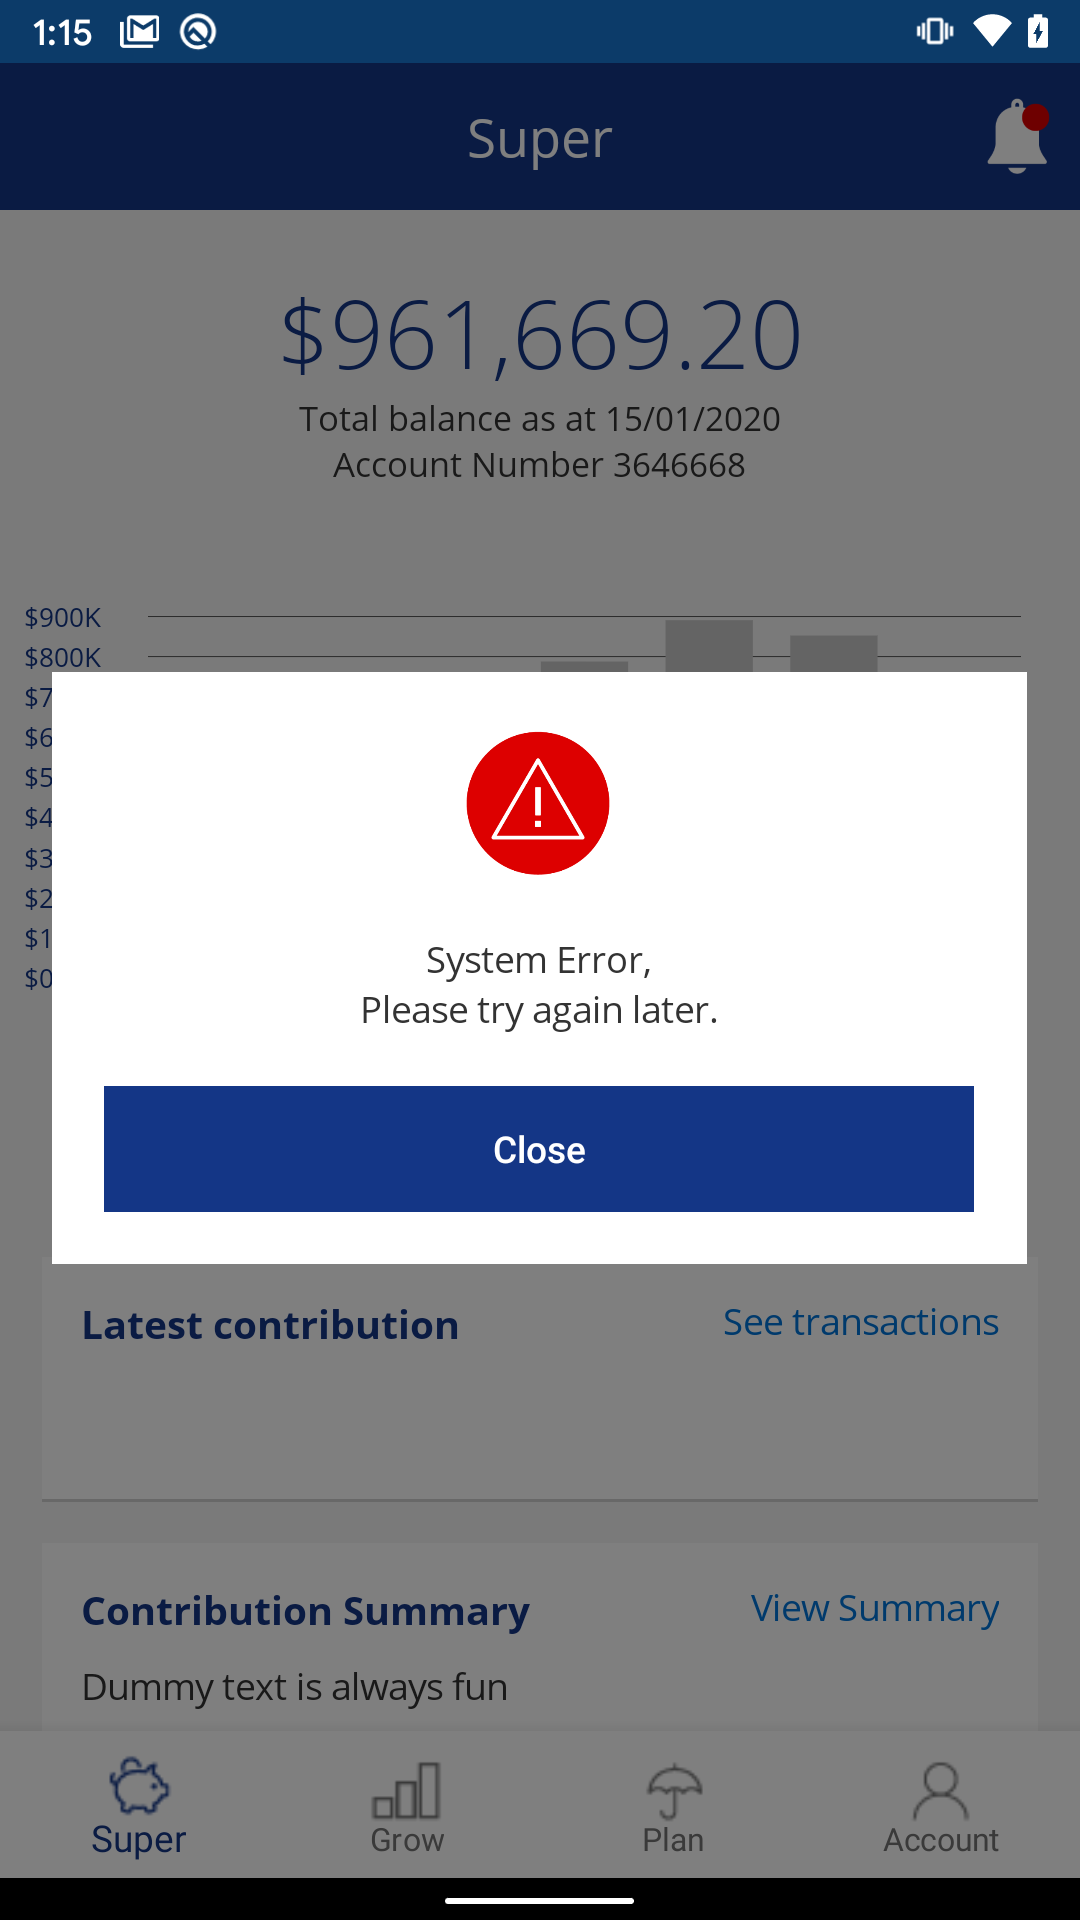 1:15
Super
$961,669.20
Total balance as at 15/01/2020
Account Number 3646668
$900K
$800K
$7
$6
$5
$4
$3
$2
$1
$0
!
System Error,
Please try again later.
Close
Latest contribution
See transactions
Contribution Summary
View Summary
Dummy text is always fun
Super
Grow
Plan
Account